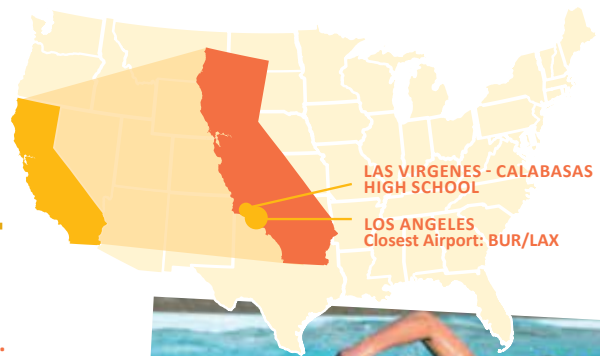 LAS VIRGENES - CALABASAS
HIGH SCHOOL
LOS ANGELES
Closest Airport: BUR/LAX